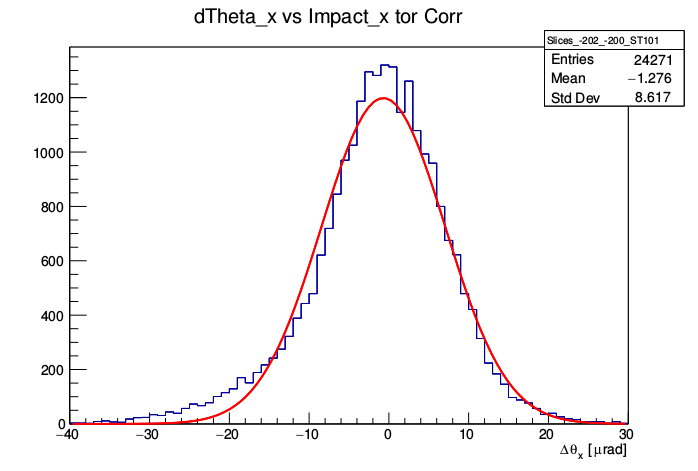 dTheta_x vs Impact_x tor Corr
Slices_-202_-200_ST101
Entries 24271
Mean −1.276
Std Dev 8.617
1200
1000
800
600
400
200
0
−40 −30 −20 −10 0 10 20 30
Δθx [μrad]